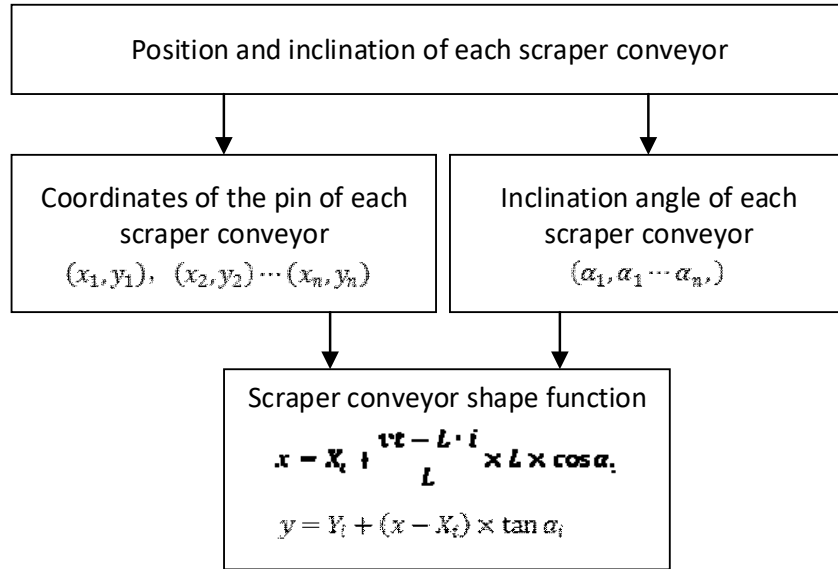 Position and inclination of each scraper conveyor
Coordinates of the pin of each
scraper conveyor
(x₁,y₁), (x₂,y₂)⋯(xₙ,yₙ)
Inclination angle of each
scraper conveyor
(α₁,α₁⋯αₙ,)
Scraper conveyor shape function
x = Xᵢ + (vt − L · i)/L × L × cos αᵢ
y = Yᵢ + (x − Xᵢ) × tan αᵢ